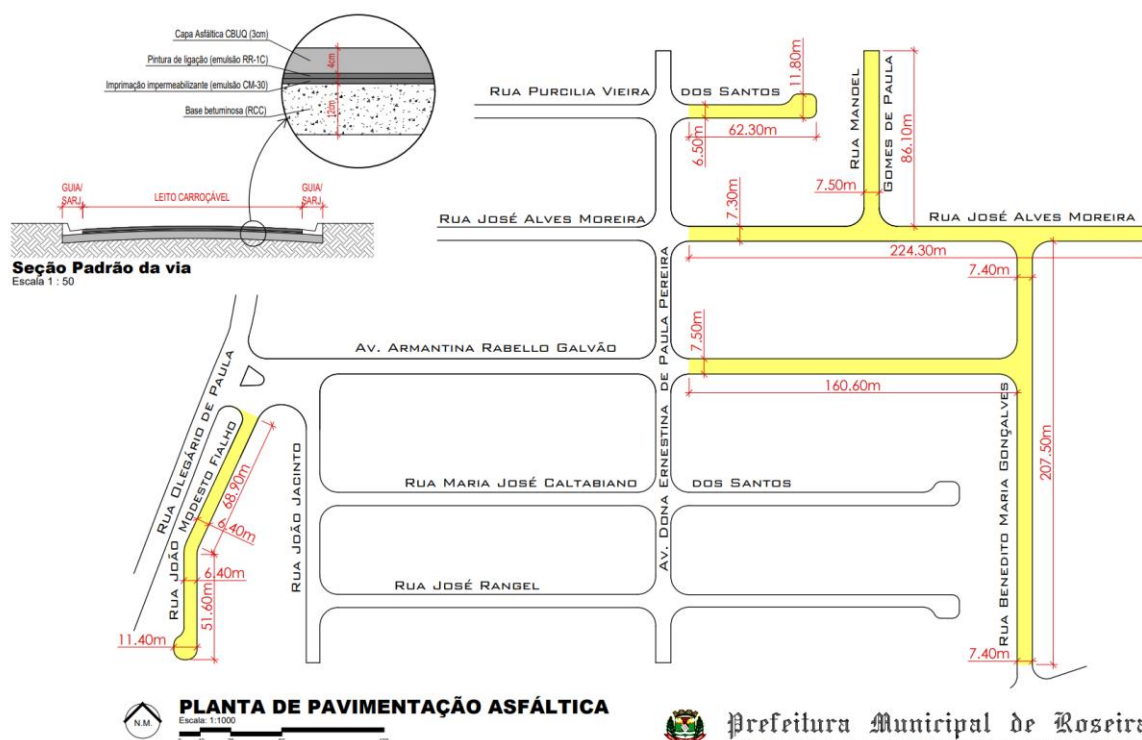 Capa Asfáltica CBUQ (3cm)
Pintura de ligação (emulsão RR-1C)
Imprimação impermeabilizante (emulsão CM-30)
Base betuminosa (RCC)
4cm
12cm
GUIA/
SARJ
LEITO CARROÇÁVEL
GUIA/
SARJ
Seção Padrão da via
Escala 1 : 50
RUA PURCILIA VIEIRA DOS SANTOS
11.80m
6.50m
62.30m
RUA MANOEL
GOMES DE PAULA
86.10m
7.50m
RUA JOSÉ ALVES MOREIRA
7.30m
RUA JOSÉ ALVES MOREIRA
224.30m
7.40m
AV. ARMANTINA RABELLO GALVÃO
7.50m
160.60m
AV. DONA ERNESTINA DE PAULA PEREIRA
RUA OLEGÁRIO DE PAULA
RUA JOÃO MODESTO FIALHO
68.90m
6.40m
6.40m
51.60m
11.40m
RUA JOÃO JACINTO
RUA MARIA JOSÉ CALTABIANO DOS SANTOS
RUA JOSÉ RANGEL
RUA BENEDITO MARIA GONÇALVES
207.50m
7.40m
N.M.
PLANTA DE PAVIMENTAÇÃO ASFÁLTICA
Escala: 1:1000
Prefeitura Municipal de Roseira